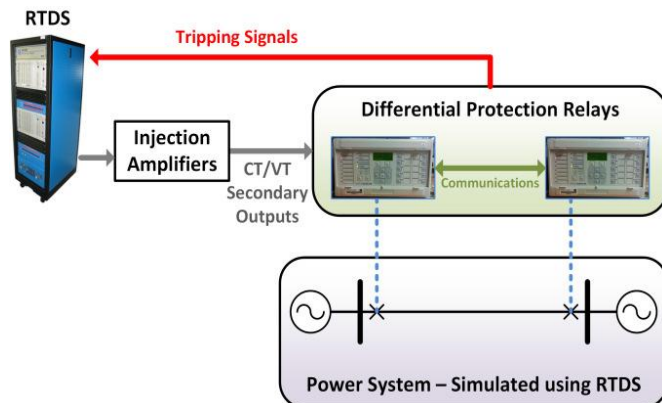 RTDS
Tripping Signals
Differential Protection Relays
Injection
Amplifiers
CT/VT
Secondary
Outputs
Communications
Power System – Simulated using RTDS